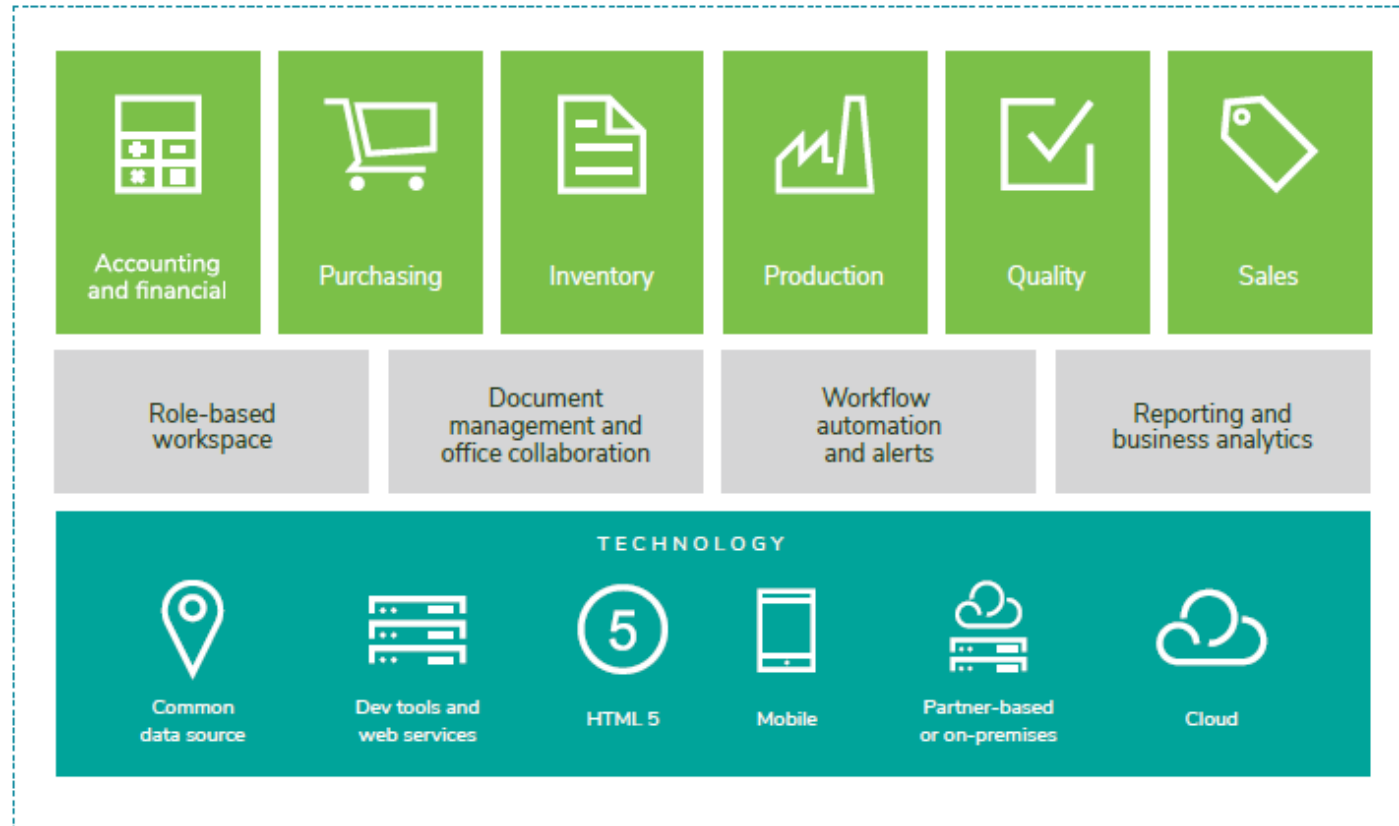 Accounting
and financial
Purchasing
Inventory
Production
Quality
Sales
Role-based
workspace
Document
management and
office collaboration
Workflow
automation
and alerts
Reporting and
business analytics
TECHNOLOGY
5
Common
data source
Dev tools and
web services
HTML 5
Mobile
Partner-based
or on-premises
Cloud